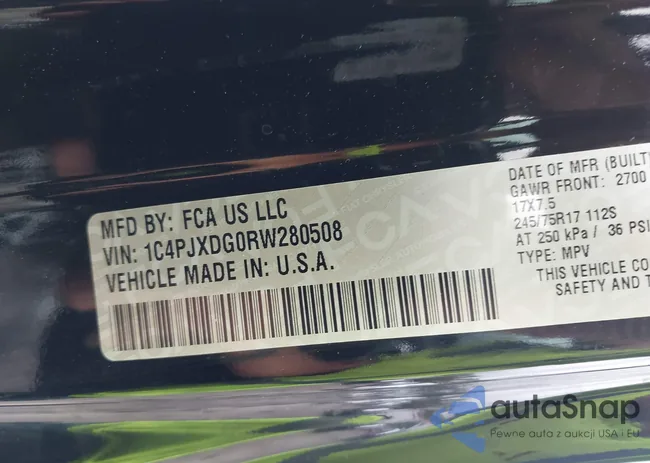 MFD BY: FCA US LLC
VIN: 1C4PJXDG0RW280508
VEHICLE MADE IN: U.S.A.
DATE OF MFR (BUILT)
GAWR FRONT: 2700
17X7.5
245/75R17 112S
AT 250 kPa / 36 PSI
TYPE: MPV
THIS VEHICLE CO
SAFETY AND T
autaSnap
Pewne auta z aukcji USA i EU